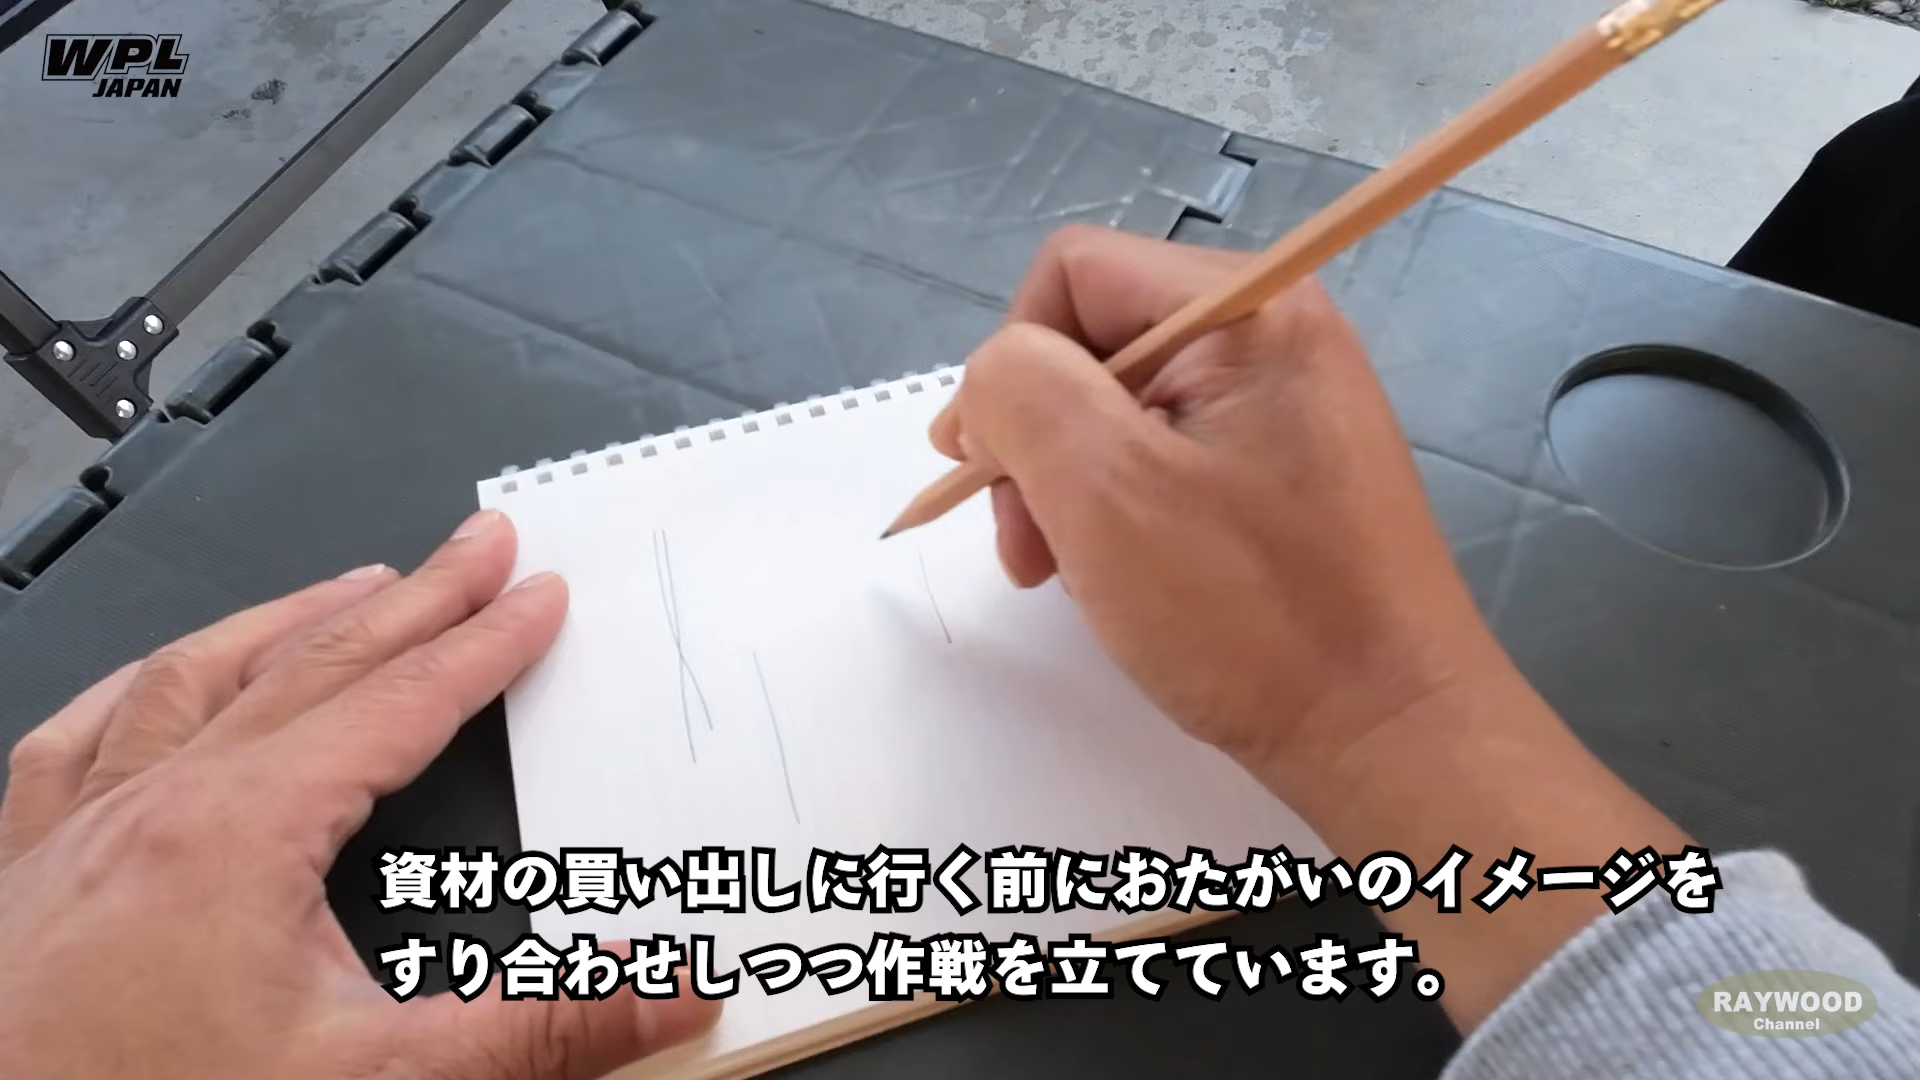 WPL
JAPAN
資材の買い出しに行く前におたがいのイメージを
すり合わせしつつ作戦を立てています。
RAYWOOD
Channel